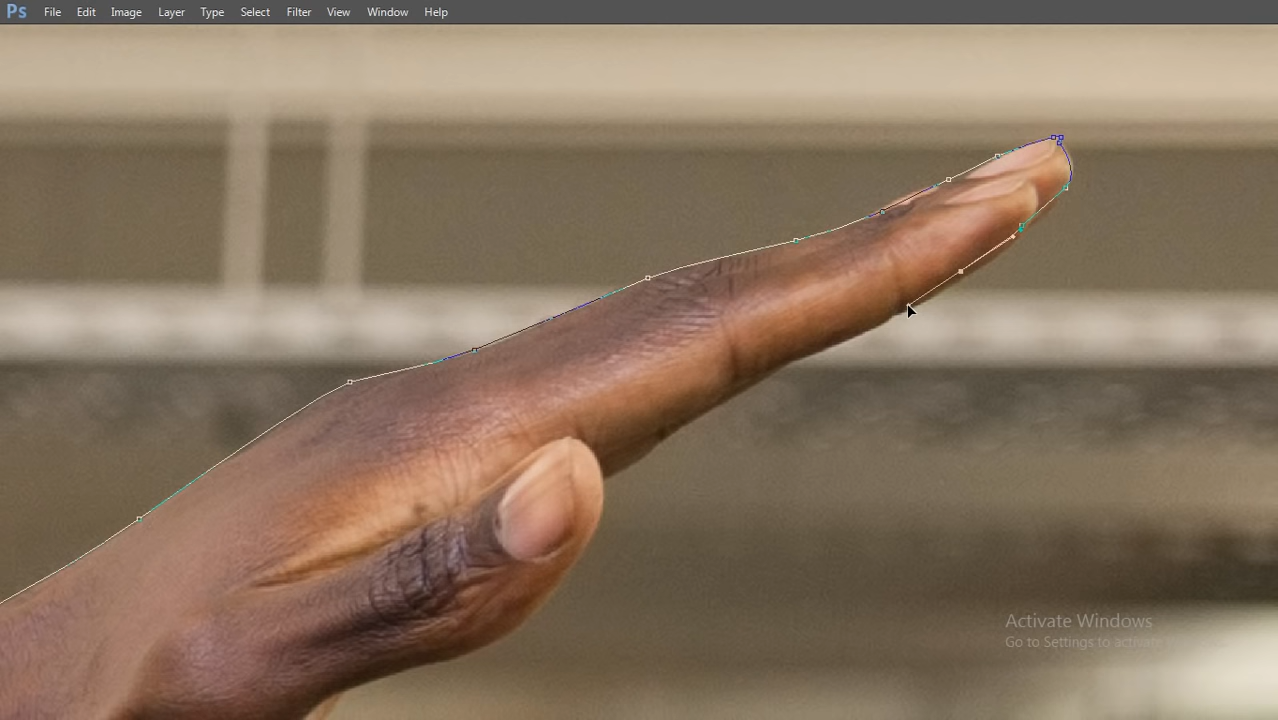 Ps File Edit Image Layer Type Select Filter View Window Help
Activate Windows
Go to Settings to activate